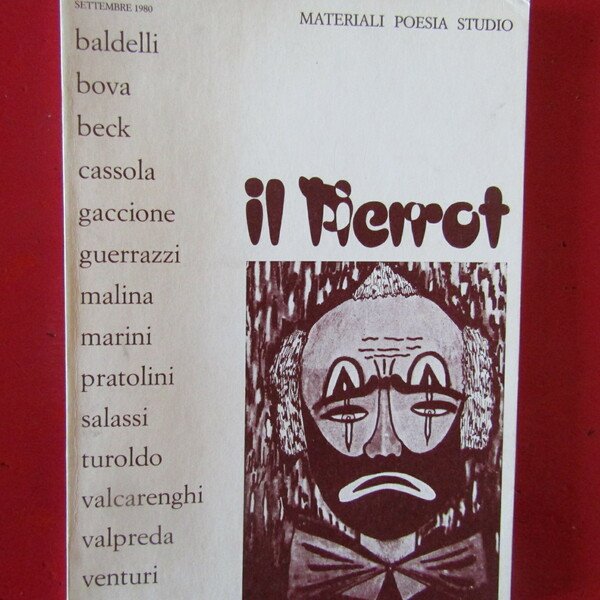 SETTEMBRE 1980
MATERIALI POESIA STUDIO
baldelli
bova
beck
cassola
gaccione
guerrazzi
malina
marini
pratolini
salassi
turoldo
valcarenghi
valpreda
venturi
il Pierrot